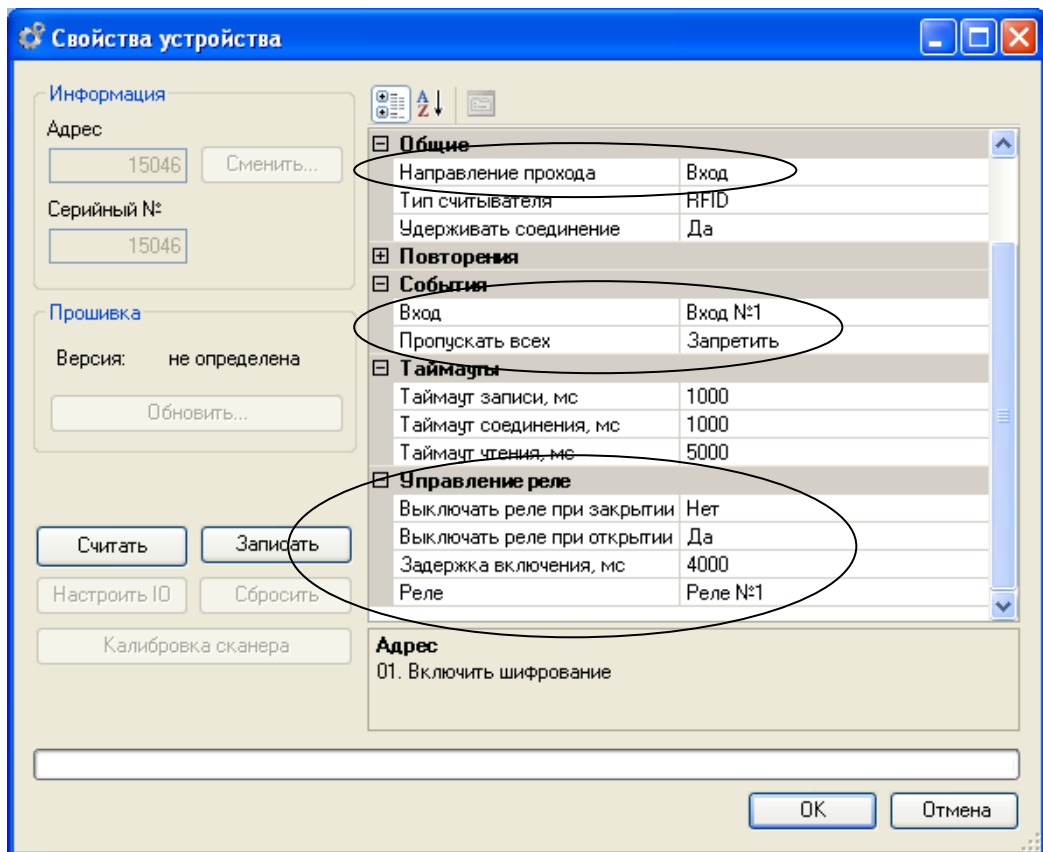 Свойства устройства
Информация
Адрес
15046 Сменить...
Серийный №
15046
Прошивка
Версия: не определена
Обновить...
Считать Записать
Настроить IO Сбросить
Калибровка сканера
Общие
Направление прохода Вход
Тип считывателя RFID
Удерживать соединение Да
Повторения
События
Вход Вход №1
Пропускать всех Запретить
Таймауты
Таймаут записи, мс 1000
Таймаут соединения, мс 1000
Таймаут чтения, мс 5000
Управление реле
Выключать реле при закрытии Нет
Выключать реле при открытии Да
Задержка включения, мс 4000
Реле Реле №1
Адрес
01. Включить шифрование
OK Отмена